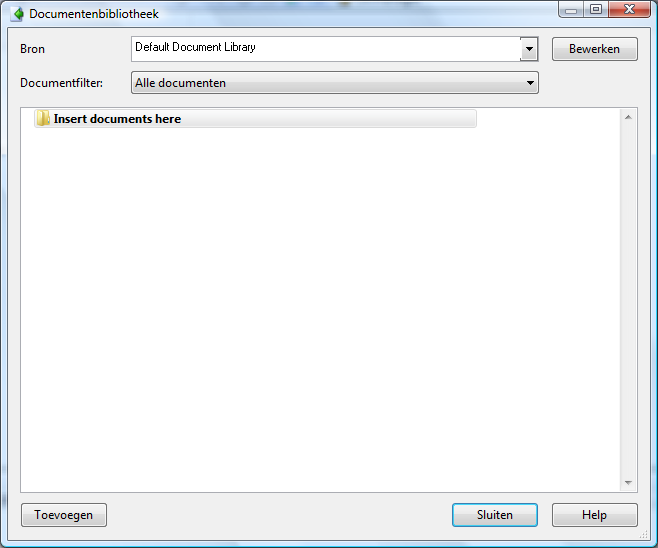 Documentenbibliotheek
Bron
Default Document Library
Bewerken
Documentfilter:
Alle documenten
Insert documents here
Toevoegen
Sluiten
Help